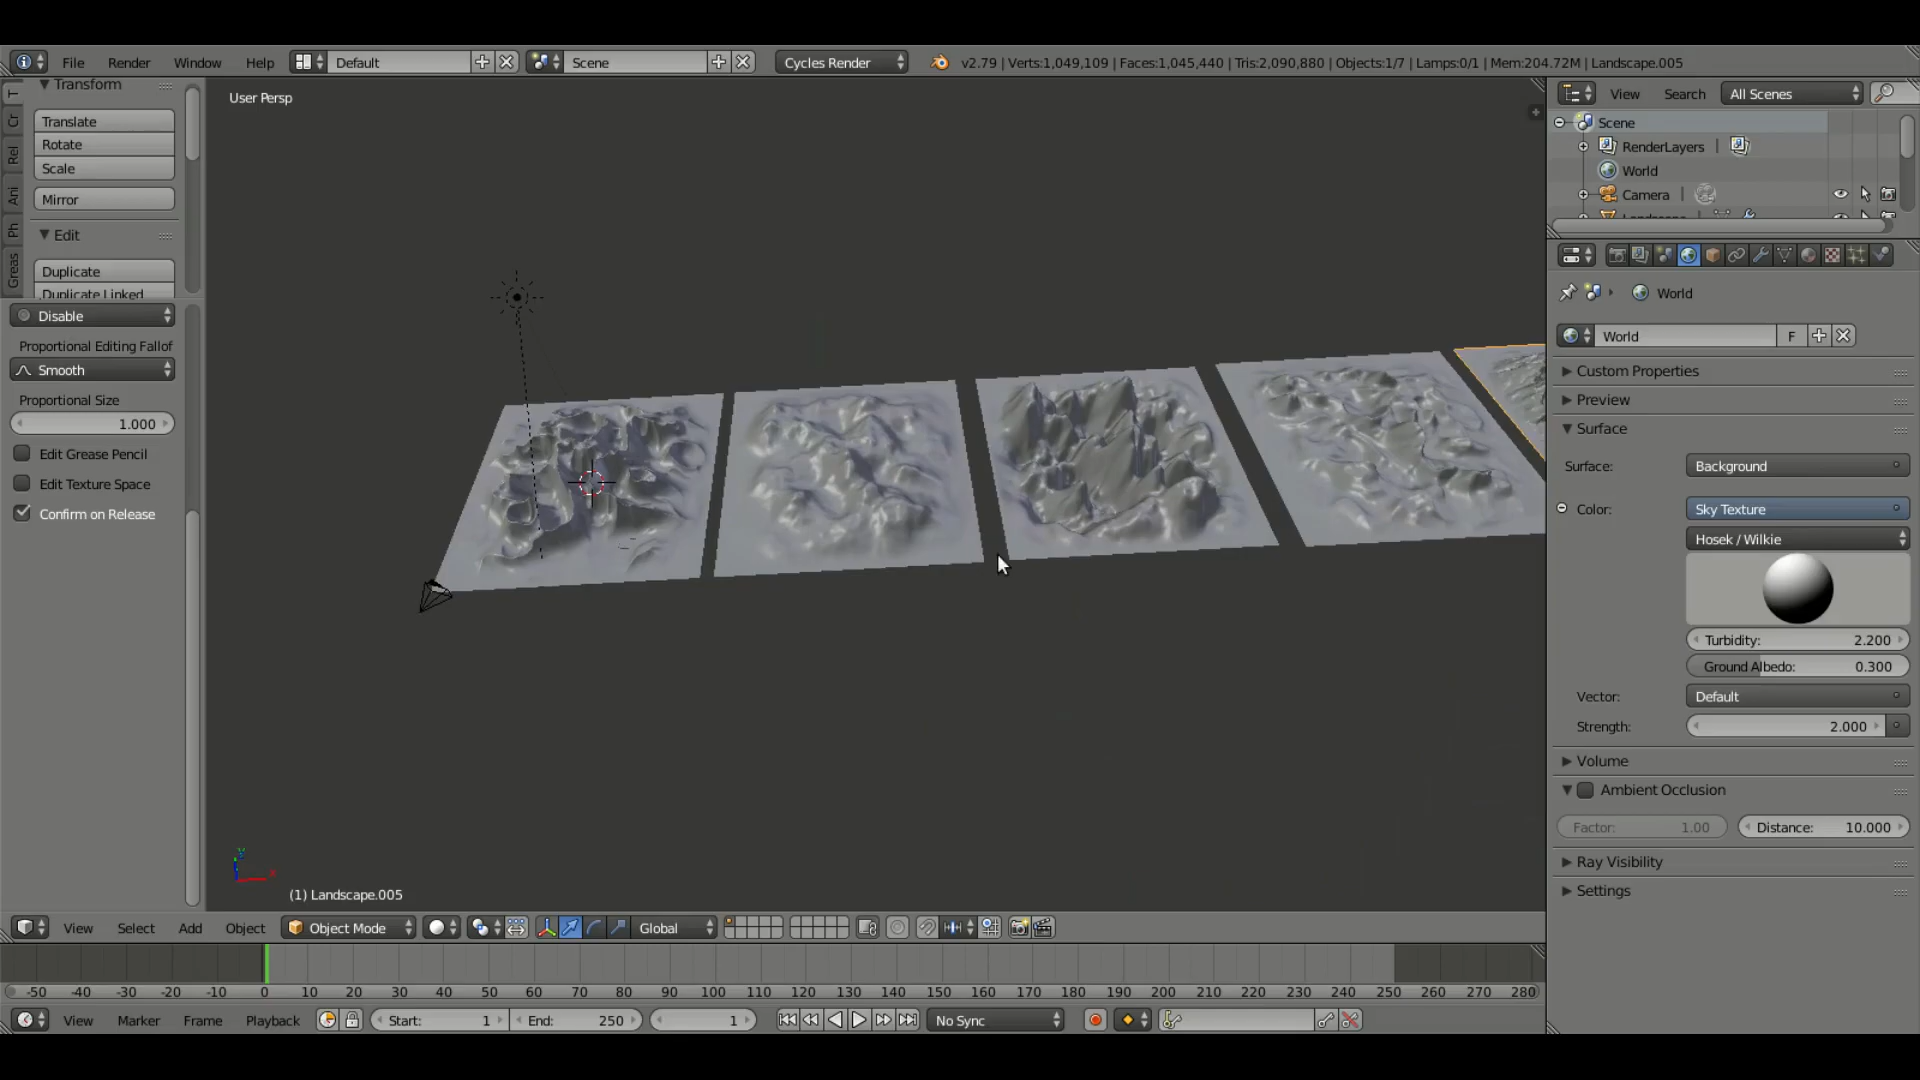 File Render Window Help Default Scene Cycles Render v2.79 | Verts:1,049,109 | Faces:1,045,440 | Tris:2,090,880 | Objects:1/7 | Lamps:0/1 | Mem:204.72M | Landscape.005
Transform
Translate
Rotate
Scale
Mirror
Edit
Duplicate
Duplicate Linked
T
Cr
Rel
Ani
Ph
Greas
Disable
Proportional Editing Fallof
Smooth
Proportional Size
1.000
Edit Grease Pencil
Edit Texture Space
Confirm on Release
User Persp
(1) Landscape.005
View Select Add Object Object Mode Global
-50 -40 -30 -20 -10 0 10 20 30 40 50 60 70 80 90 100 110 120 130 140 150 160 170 180 190 200 210 220 230 240 250 260 270 280
View Marker Frame Playback Start: 1 End: 250 1 No Sync
View Search All Scenes
Scene
RenderLayers |
World
Camera |
World
World F
Custom Properties
Preview
Surface
Surface: Background
Color: Sky Texture
Hosek / Wilkie
Turbidity: 2.200
Ground Albedo: 0.300
Vector: Default
Strength: 2.000
Volume
Ambient Occlusion
Factor: 1.00 Distance: 10.000
Ray Visibility
Settings